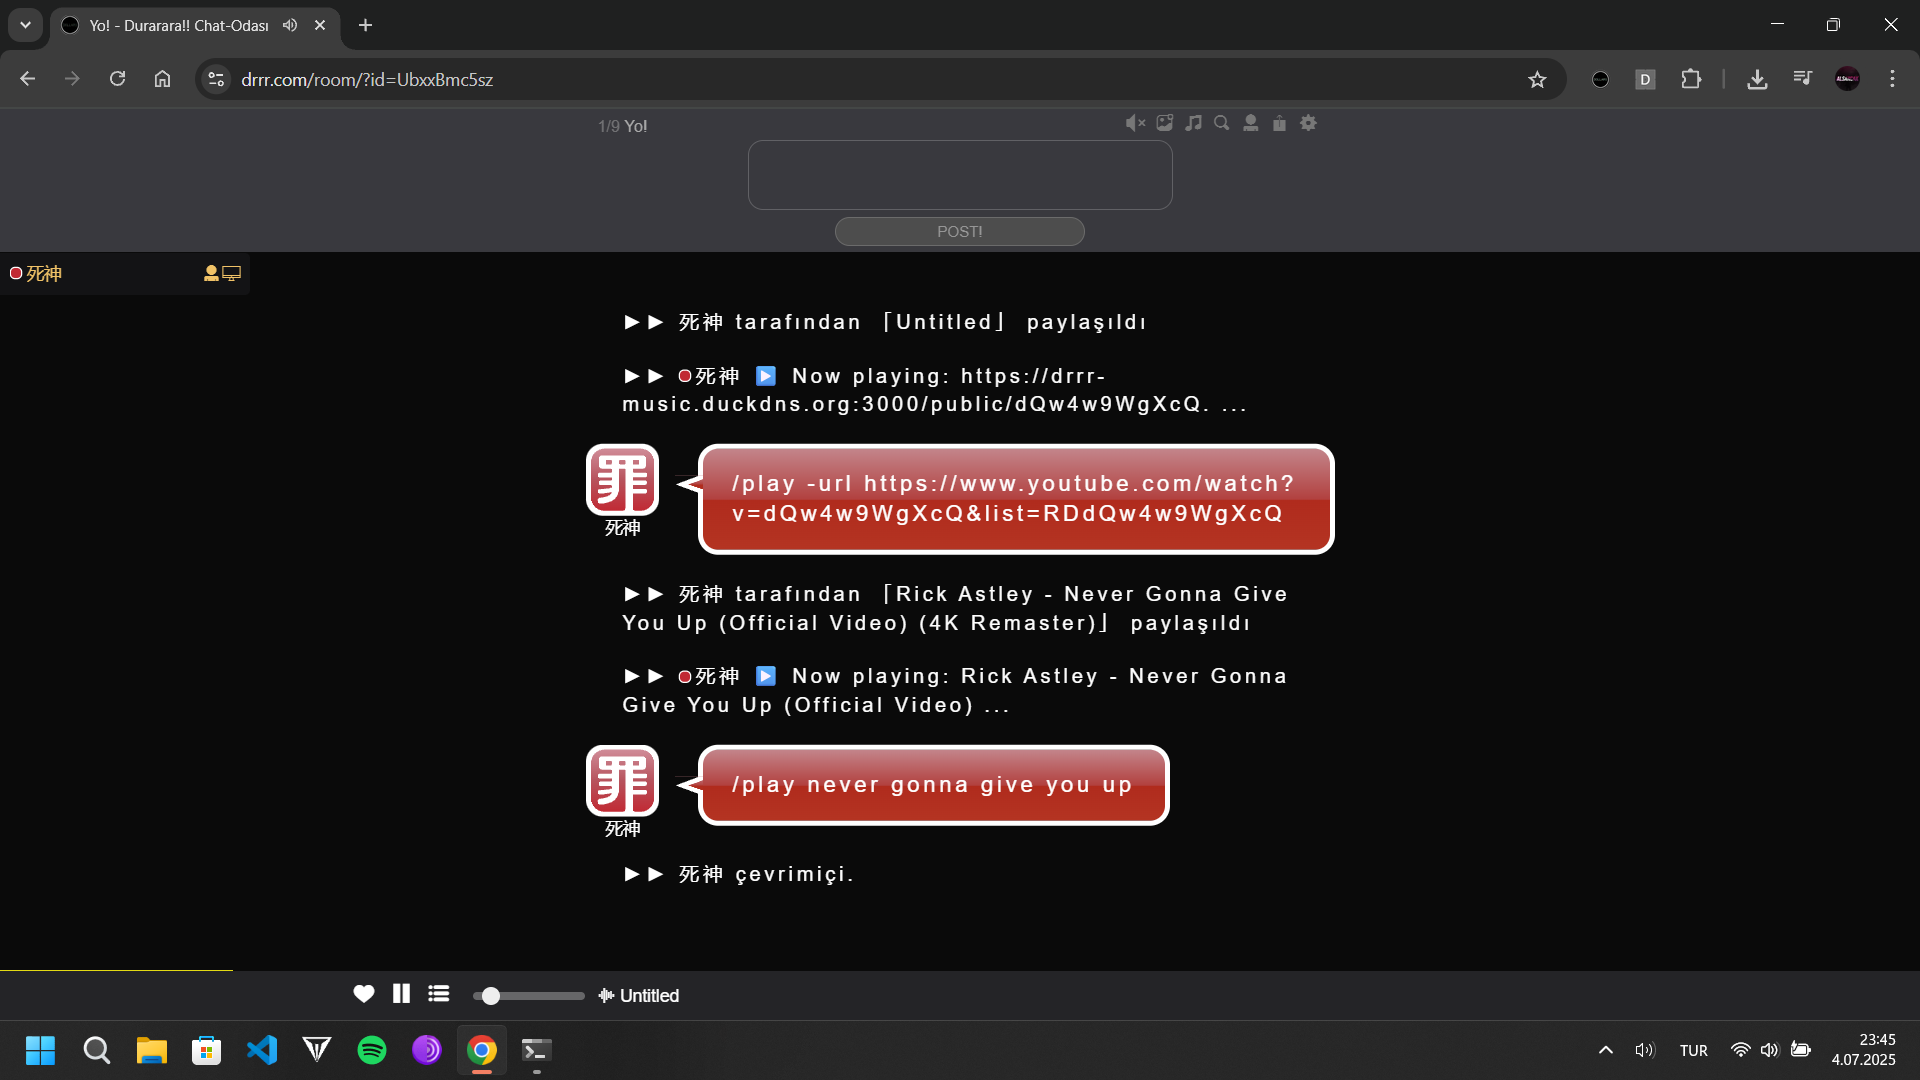 Yo! - Durarara!! Chat-Odası
drrr.com/room/?id=UbxxBmc5sz
D
1/9 Yo!
POST!
死神
►► 死神 tarafından 「Untitled」 paylaşıldı
►► 死神 ▶ Now playing: https://drrr-
music.duckdns.org:3000/public/dQw4w9WgXcQ. ...
罪
/play -url https://www.youtube.com/watch?
v=dQw4w9WgXcQ&list=RDdQw4w9WgXcQ
死神
►► 死神 tarafından 「Rick Astley - Never Gonna Give
You Up (Official Video) (4K Remaster)」 paylaşıldı
►► 死神 ▶ Now playing: Rick Astley - Never Gonna
Give You Up (Official Video) ...
罪
/play never gonna give you up
死神
►► 死神 çevrimiçi.
Untitled
TUR
23:45
4.07.2025